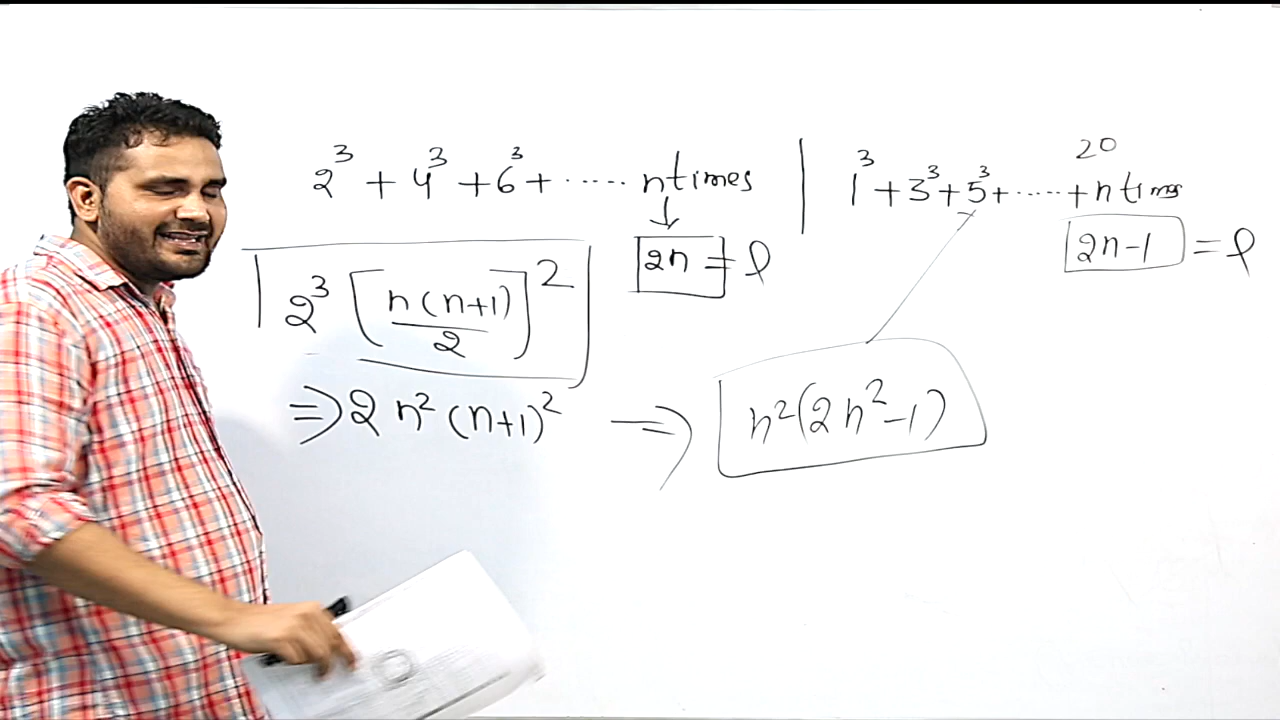 2³ + 4³ + 6³ + ..... n times
↓
2n = l
2³ [n(n+1)/2]²
⇒ 2 n² (n+1)²
20
1³ + 3³ + 5³ + ..... + n times
2n-1 = l
⇒ n²(2n²-1)